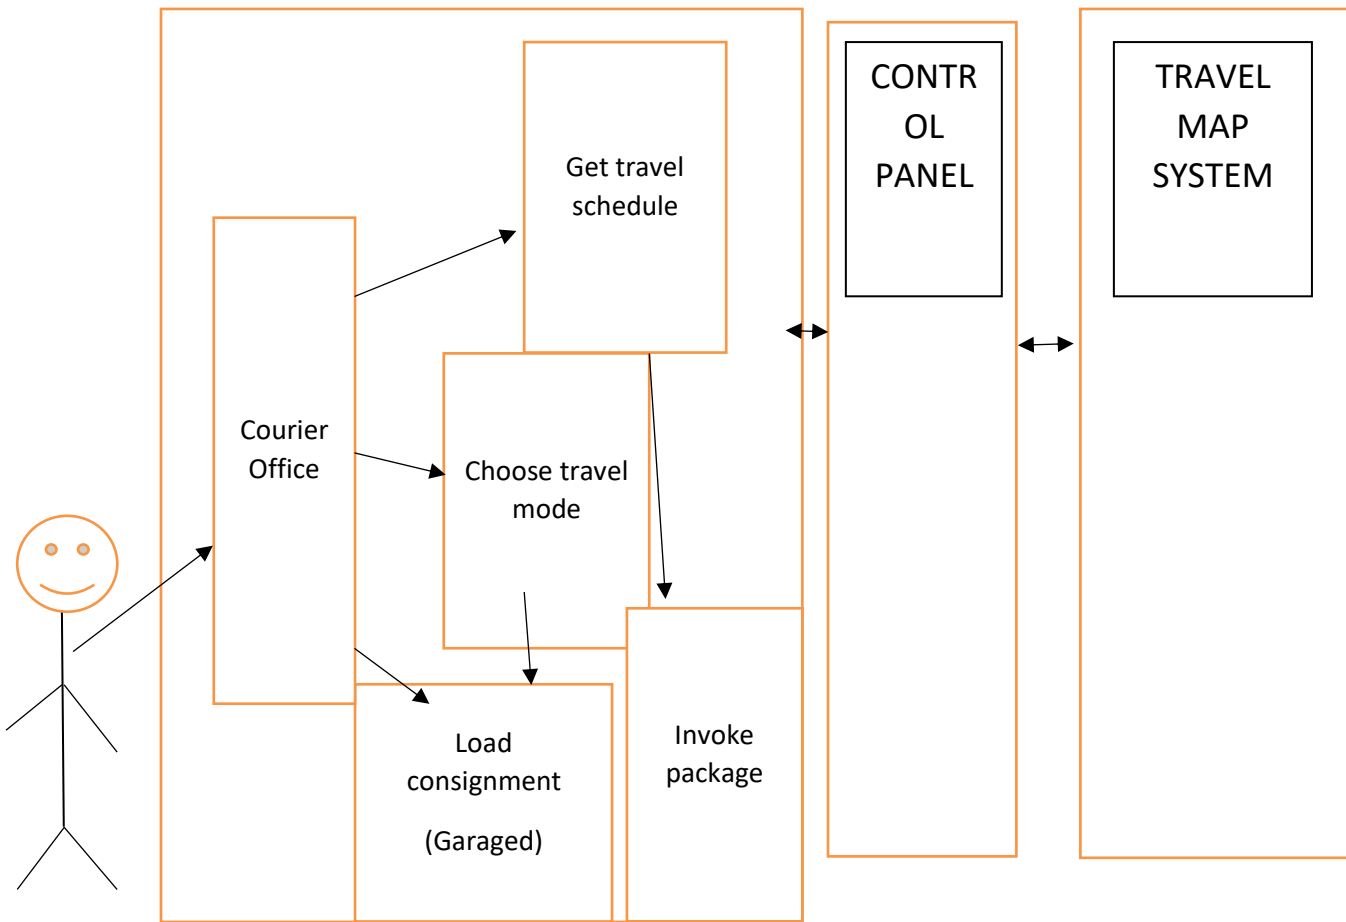 Get travel
schedule
CONTR
OL
PANEL
TRAVEL
MAP
SYSTEM
Courier
Office
Choose travel
mode
Load
consignment
(Garaged)
Invoke
package